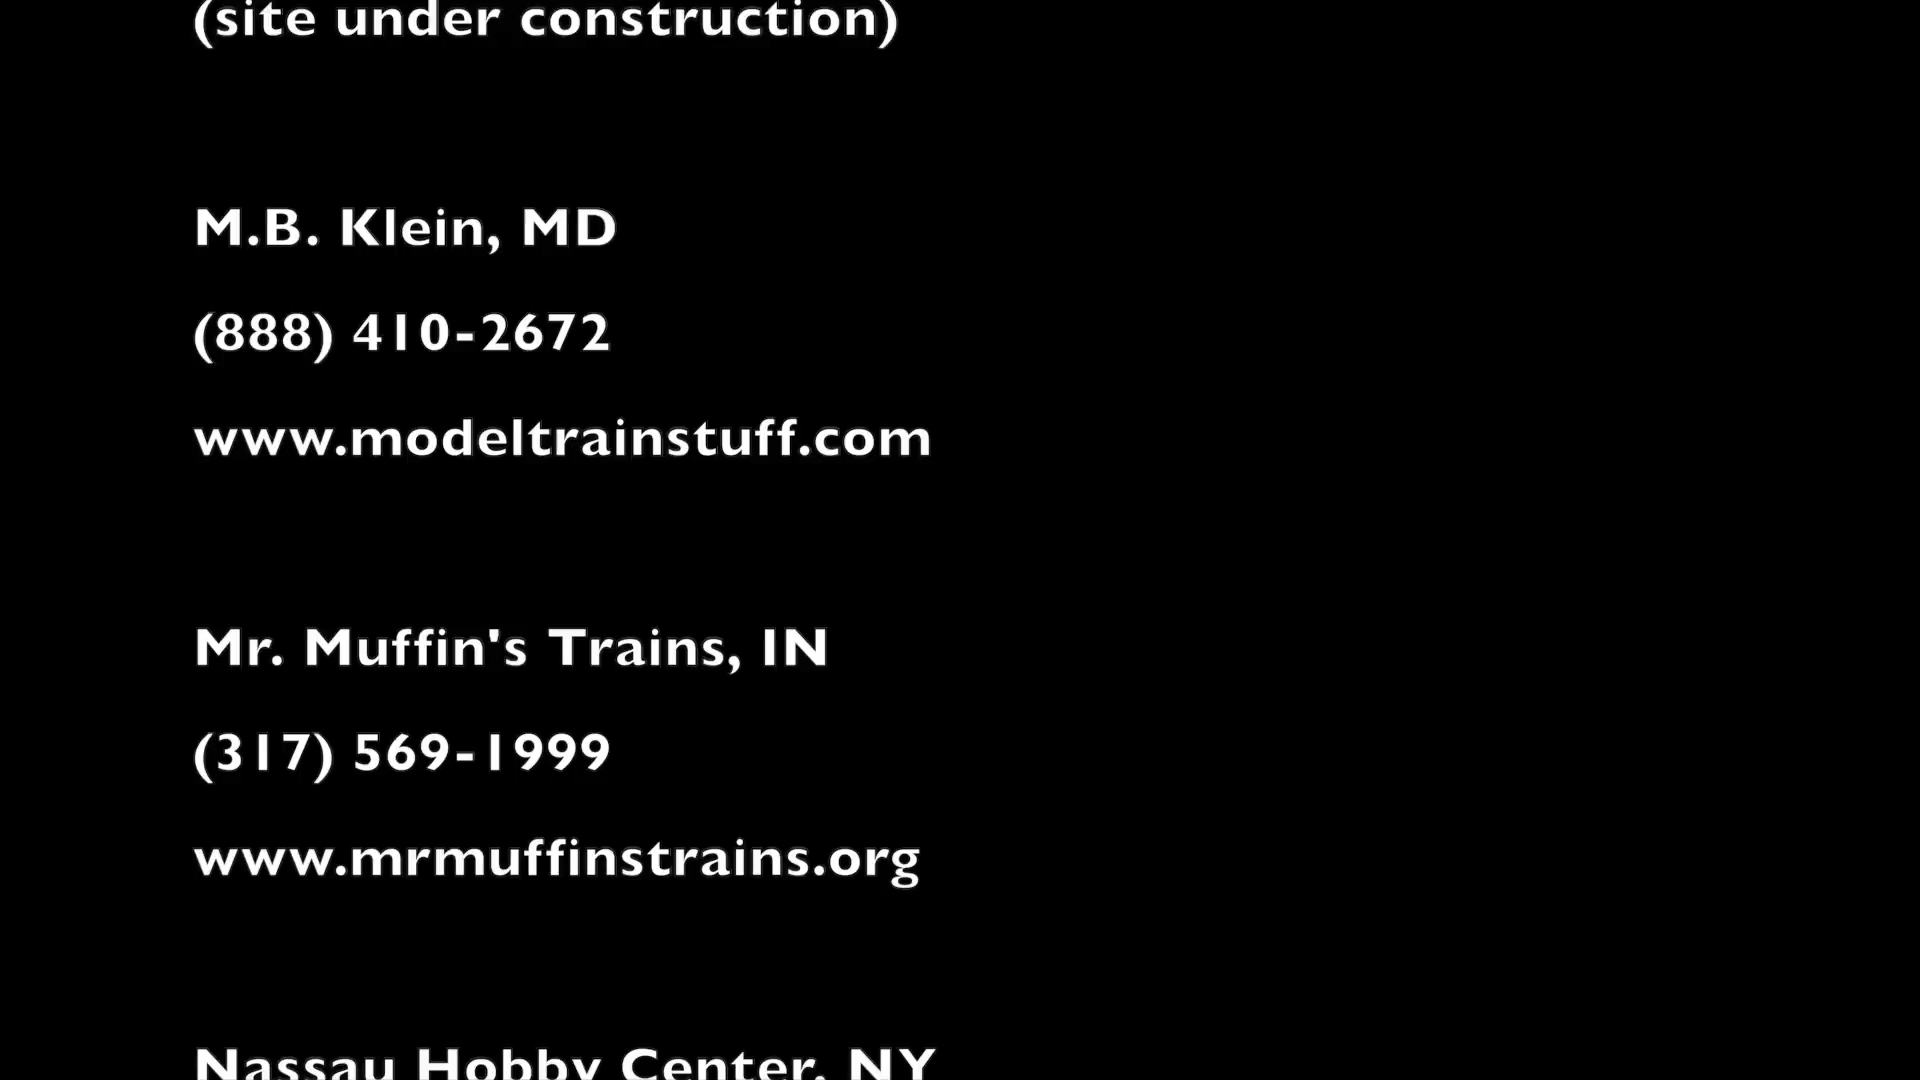 (site under construction)
M.B. Klein, MD
(888) 410-2672
www.modeltrainstuff.com
Mr. Muffin's Trains, IN
(317) 569-1999
www.mrmuffinstrains.org
Nassau Hobby Center, NY